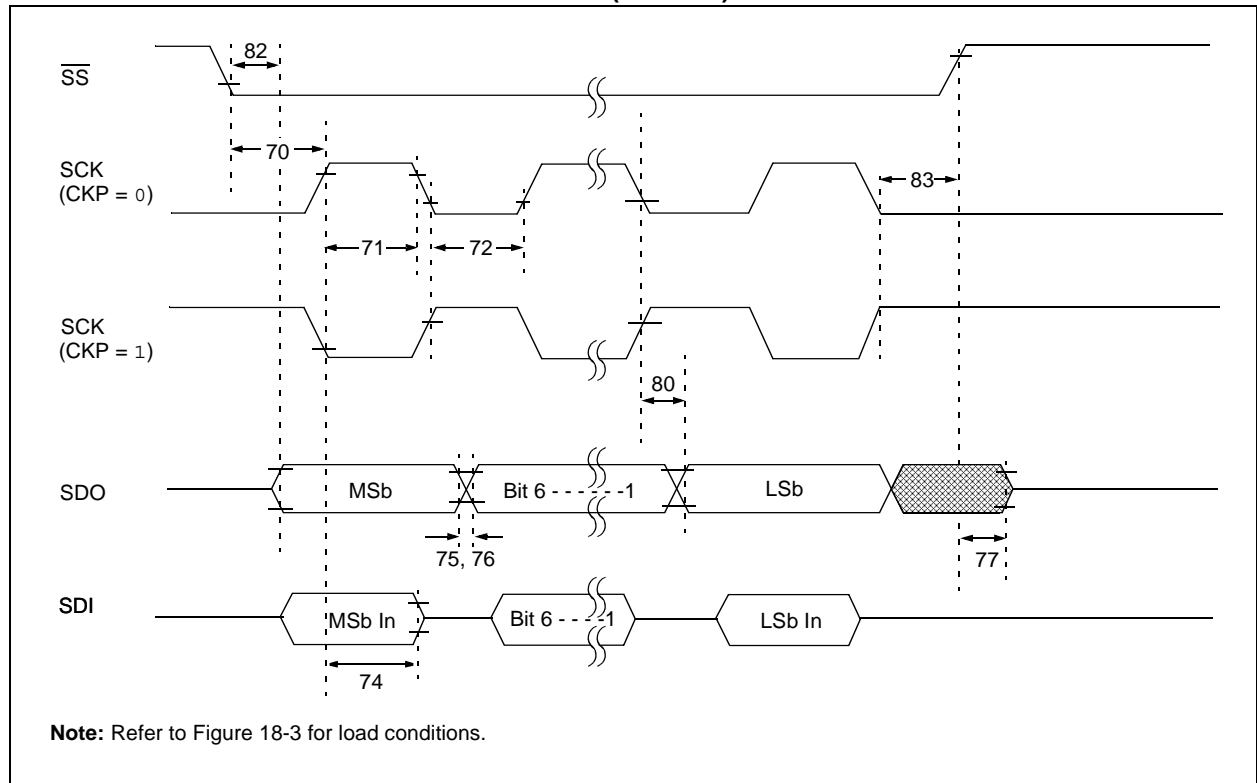 82
SS
70
SCK
(CKP = 0)
83
71
72
SCK
(CKP = 1)
80
SDO
MSb
Bit 6 - - - - - -1
LSb
75, 76
77
SDI
MSb In
Bit 6 - - - -1
LSb In
74
Note: Refer to Figure 18-3 for load conditions.